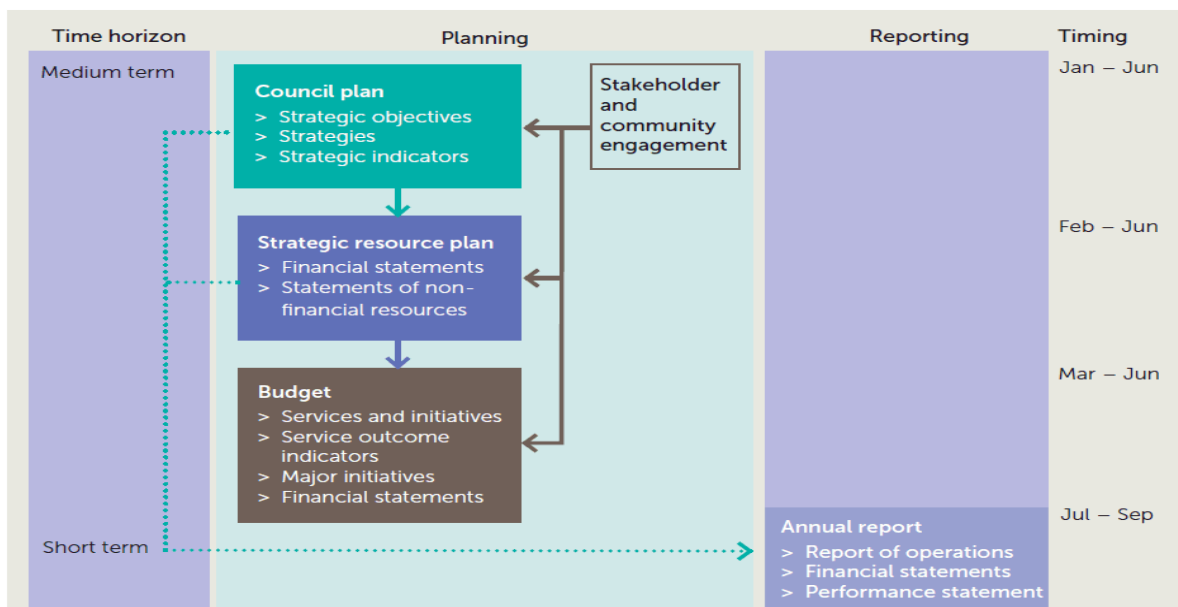 Time horizon
Planning
Reporting
Timing
Medium term
Council plan
> Strategic objectives
> Strategies
> Strategic indicators
Stakeholder
and
community
engagement
Jan – Jun
Strategic resource plan
> Financial statements
> Statements of non-
financial resources
Feb – Jun
Budget
> Services and initiatives
> Service outcome
indicators
> Major initiatives
> Financial statements
Mar – Jun
Short term
Annual report
> Report of operations
> Financial statements
> Performance statement
Jul – Sep